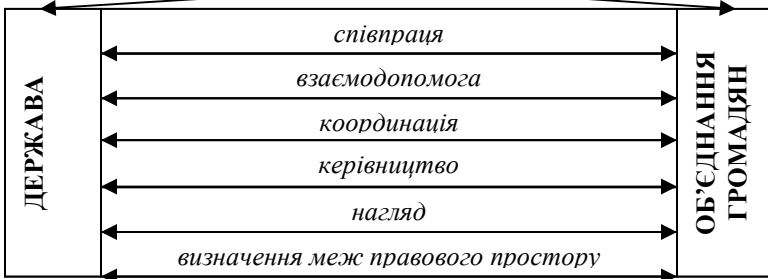 ДЕРЖАВА
співпраця
взаємодопомога
координація
керівництво
нагляд
визначення меж правового простору
ОБ’ЄДНАННЯ
ГРОМАДЯН